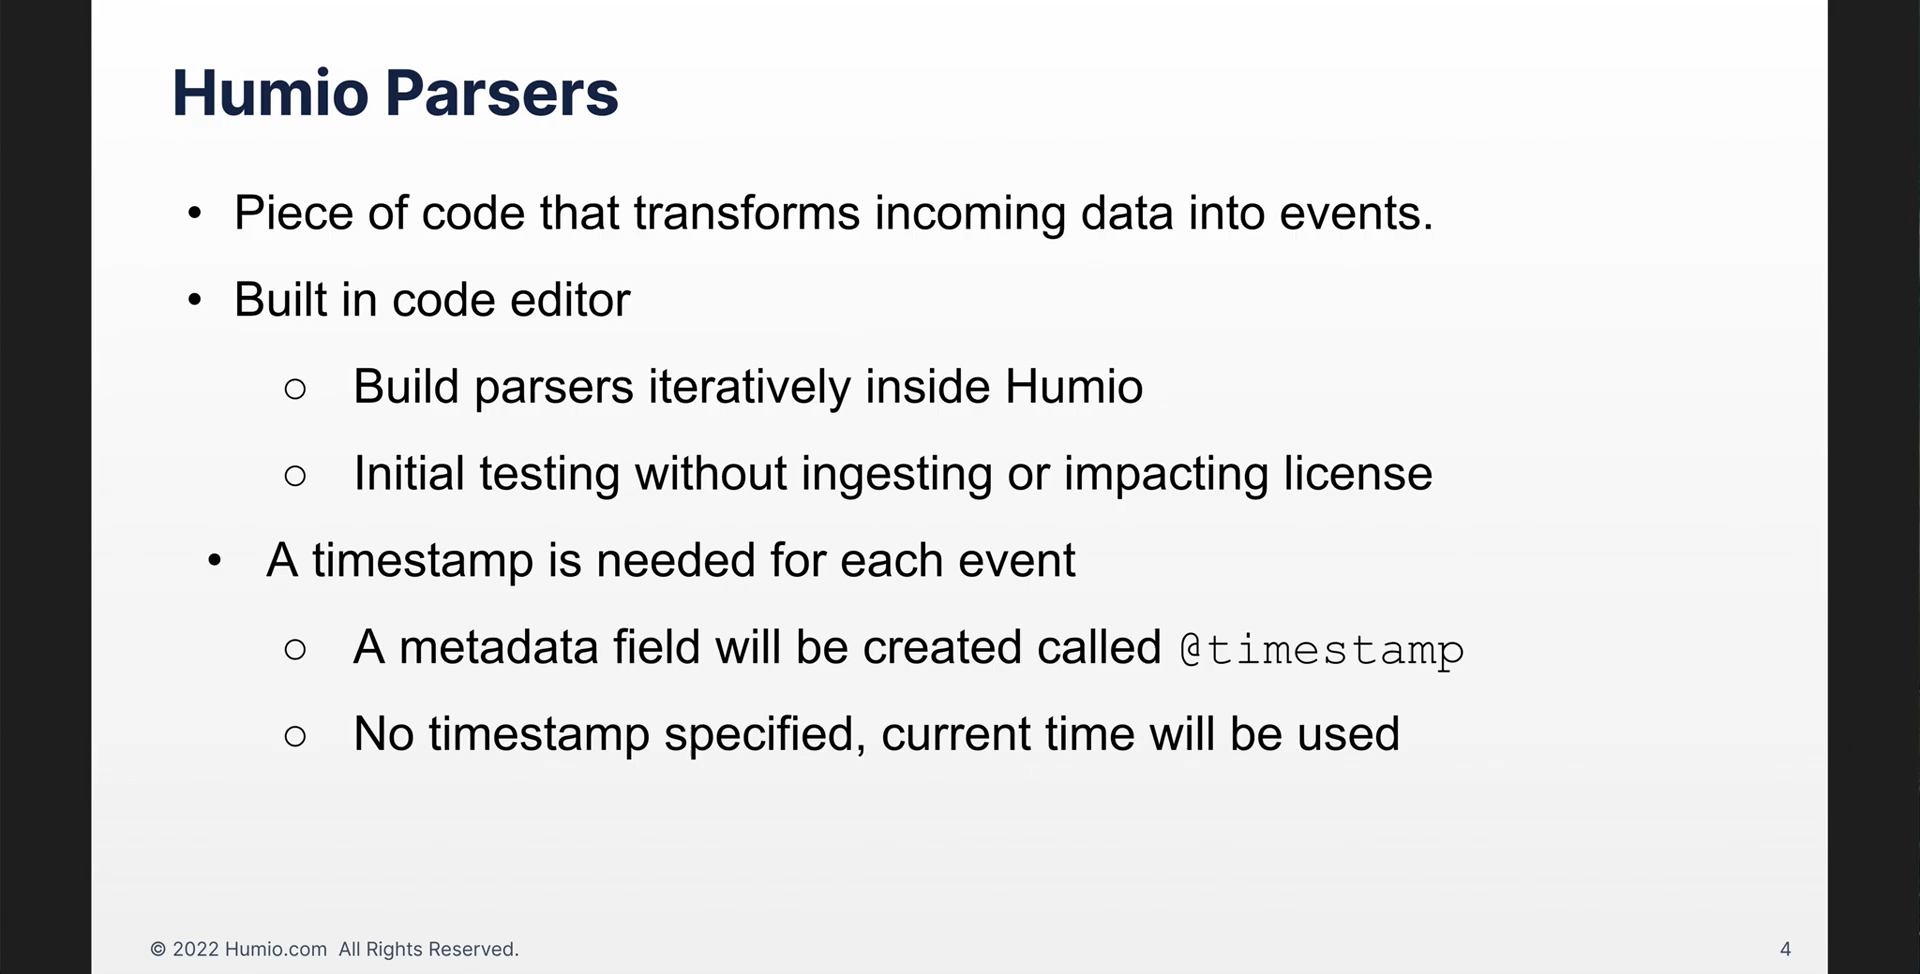 Humio Parsers
• Piece of code that transforms incoming data into events.
• Built in code editor
○ Build parsers iteratively inside Humio
○ Initial testing without ingesting or impacting license
• A timestamp is needed for each event
○ A metadata field will be created called @timestamp
○ No timestamp specified, current time will be used
© 2022 Humio.com All Rights Reserved.
4